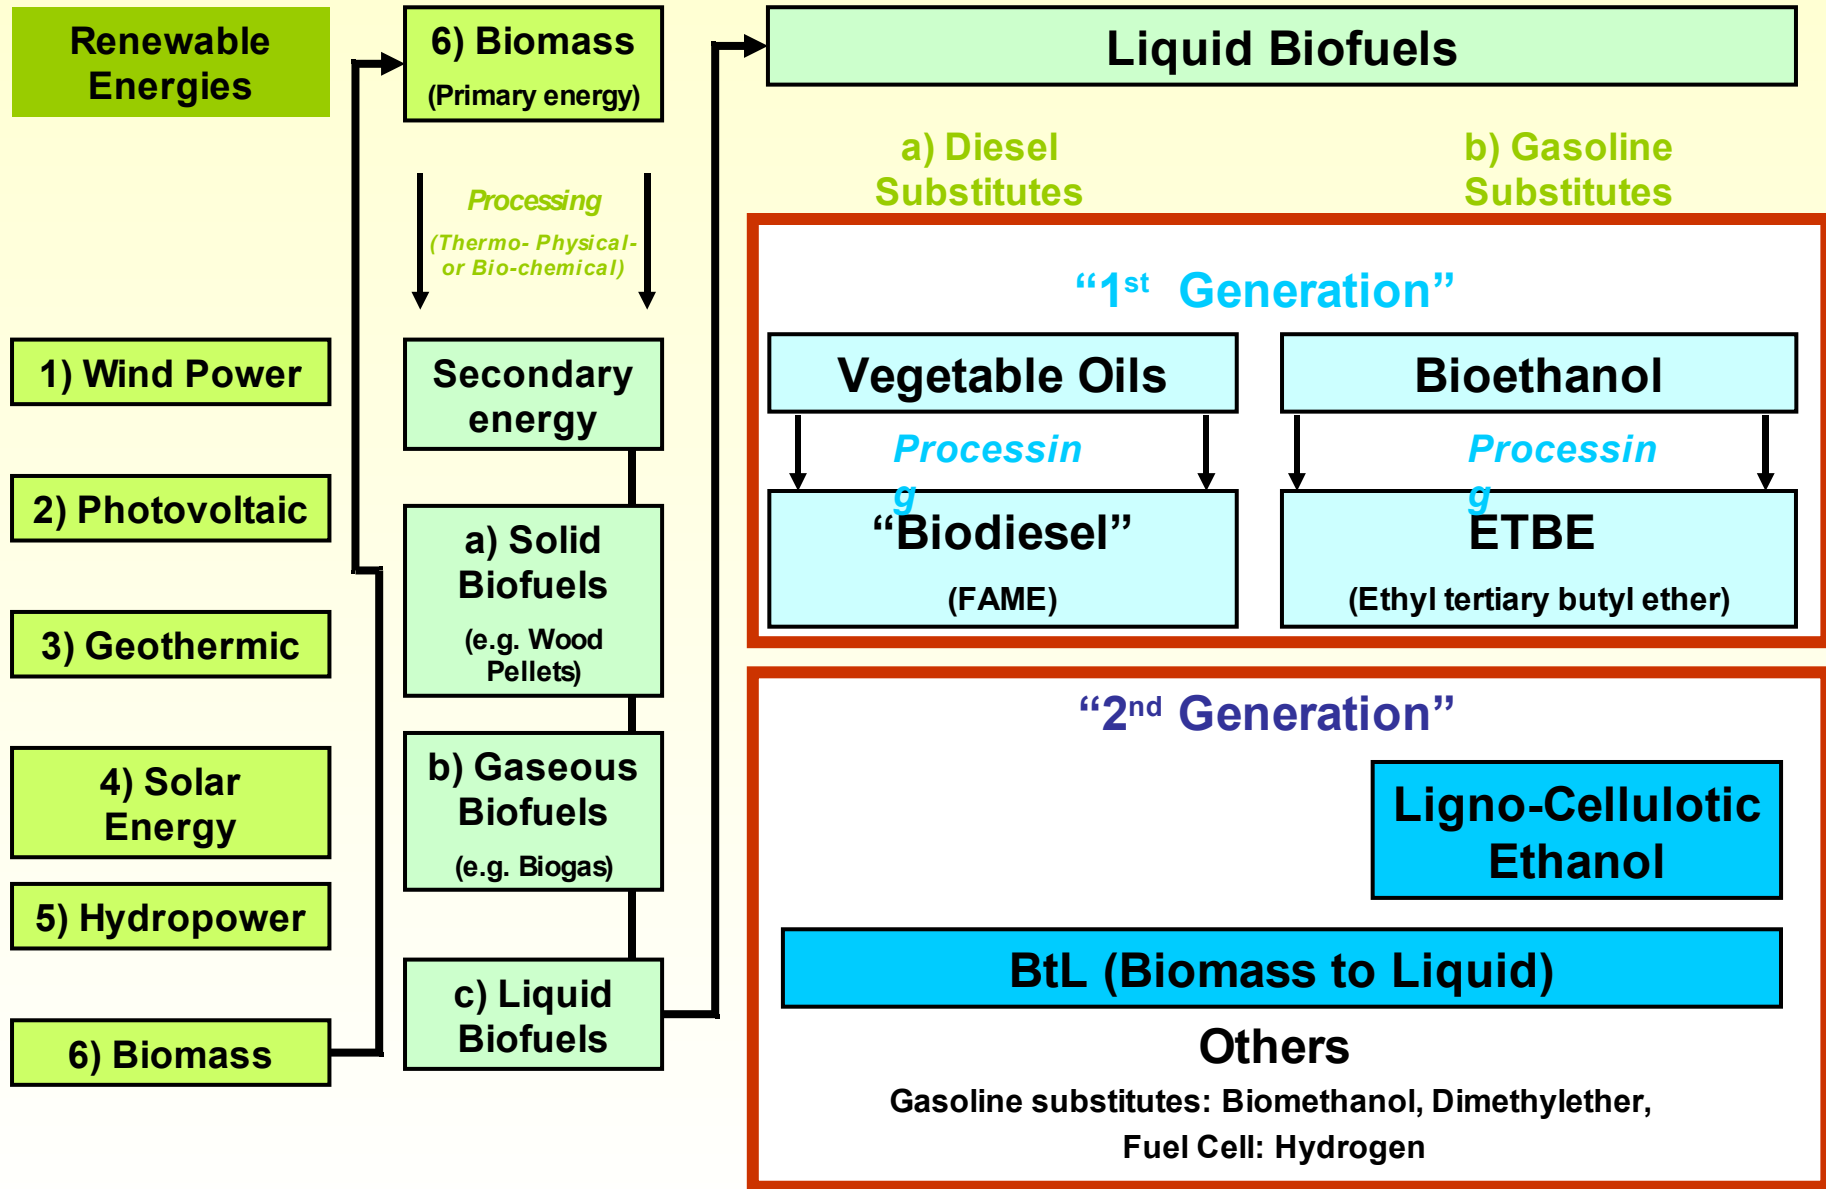 Renewable
Energies
1) Wind Power
2) Photovoltaic
3) Geothermic
4) Solar
Energy
5) Hydropower
6) Biomass
6) Biomass
(Primary energy)
Processing
(Thermo- Physical-
or Bio-chemical)
Secondary
energy
a) Solid
Biofuels
(e.g. Wood
Pellets)
b) Gaseous
Biofuels
(e.g. Biogas)
c) Liquid
Biofuels
Liquid Biofuels
a) Diesel
Substitutes
b) Gasoline
Substitutes
“1st Generation”
Vegetable Oils
Processin
g
“Biodiesel”
(FAME)
Bioethanol
Processin
g
ETBE
(Ethyl tertiary butyl ether)
“2nd Generation”
Ligno-Cellulotic
Ethanol
BtL (Biomass to Liquid)
Others
Gasoline substitutes: Biomethanol, Dimethylether,
Fuel Cell: Hydrogen